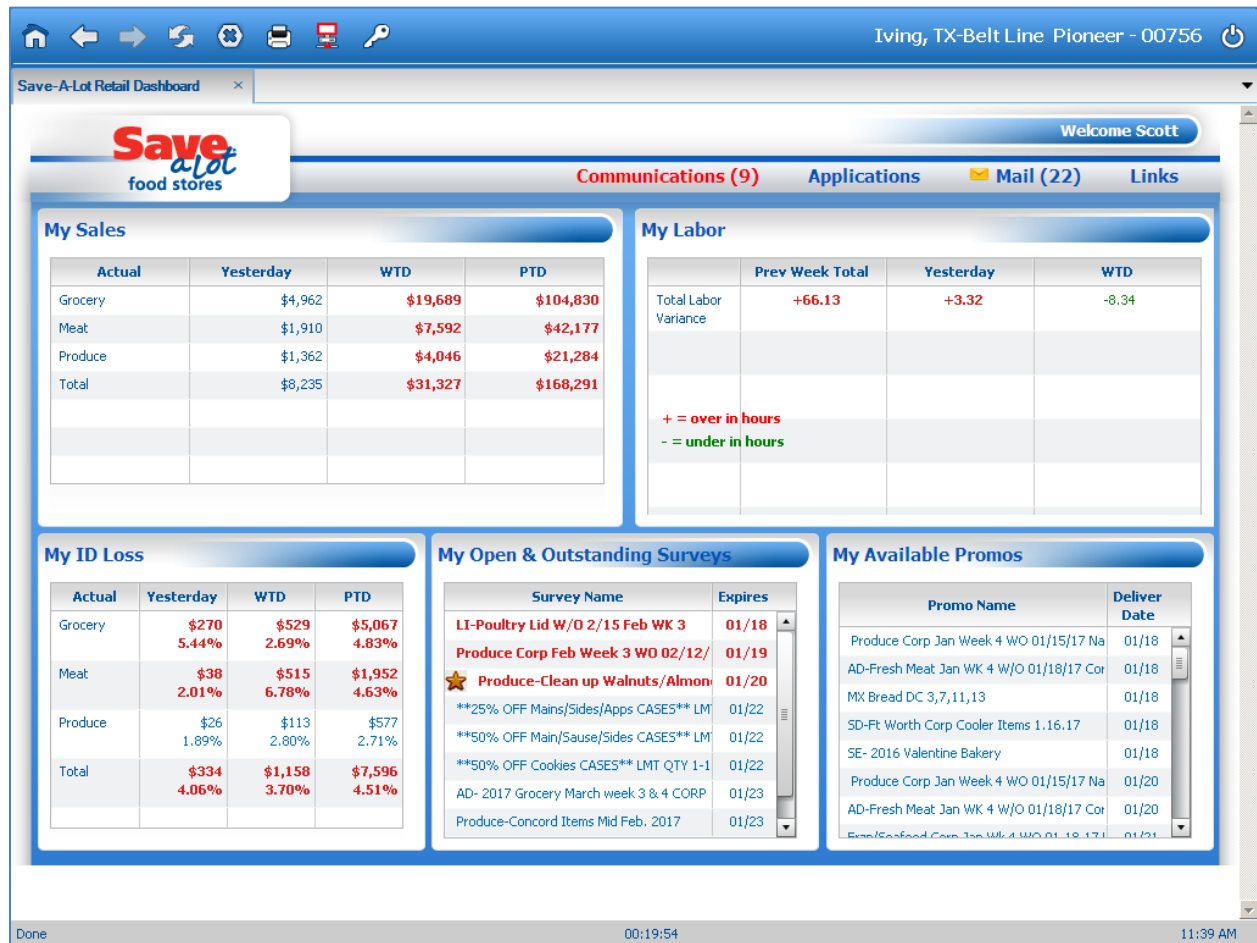 Iving, TX-Belt Line Pioneer - 00756
Save-A-Lot Retail Dashboard
Save
a lot
food stores
Welcome Scott
Communications (9) Applications Mail (22) Links
My Sales
Actual Yesterday WTD PTD
Grocery $4,962 $19,689 $104,830
Meat $1,910 $7,592 $42,177
Produce $1,362 $4,046 $21,284
Total $8,235 $31,327 $168,291
My Labor
Prev Week Total Yesterday WTD
Total Labor +66.13 +3.32 -8.34
Variance
+ = over in hours
- = under in hours
My ID Loss
Actual Yesterday WTD PTD
Grocery $270 $529 $5,067
5.44% 2.69% 4.83%
Meat $38 $515 $1,952
2.01% 6.78% 4.63%
Produce $26 $113 $577
1.89% 2.80% 2.71%
Total $334 $1,158 $7,596
4.06% 3.70% 4.51%
My Open & Outstanding Surveys
Survey Name Expires
LI-Poultry Lid W/O 2/15 Feb WK 3 01/18
Produce Corp Feb Week 3 WO 02/12/ 01/19
Produce-Clean up Walnuts/Almon 01/20
**25% OFF Mains/Sides/Apps CASES** LM 01/22
**50% OFF Main/Sause/Sides CASES** LM 01/22
**50% OFF Cookies CASES** LMT QTY 1-1 01/22
AD- 2017 Grocery March week 3 & 4 CORP 01/23
Produce-Concord Items Mid Feb. 2017 01/23
My Available Promos
Promo Name Deliver
Date
Produce Corp Jan Week 4 WO 01/15/17 Na 01/18
AD-Fresh Meat Jan WK 4 W/O 01/18/17 Cor 01/18
MX Bread DC 3,7,11,13 01/18
SD-Ft Worth Corp Cooler Items 1.16.17 01/18
SE- 2016 Valentine Bakery 01/18
Produce Corp Jan Week 4 WO 01/15/17 Na 01/20
AD-Fresh Meat Jan WK 4 W/O 01/18/17 Cor 01/20
Frzn/Seafood Corp Jan Wk 4 WO 01-18-17 01/21
Done 00:19:54 11:39 AM